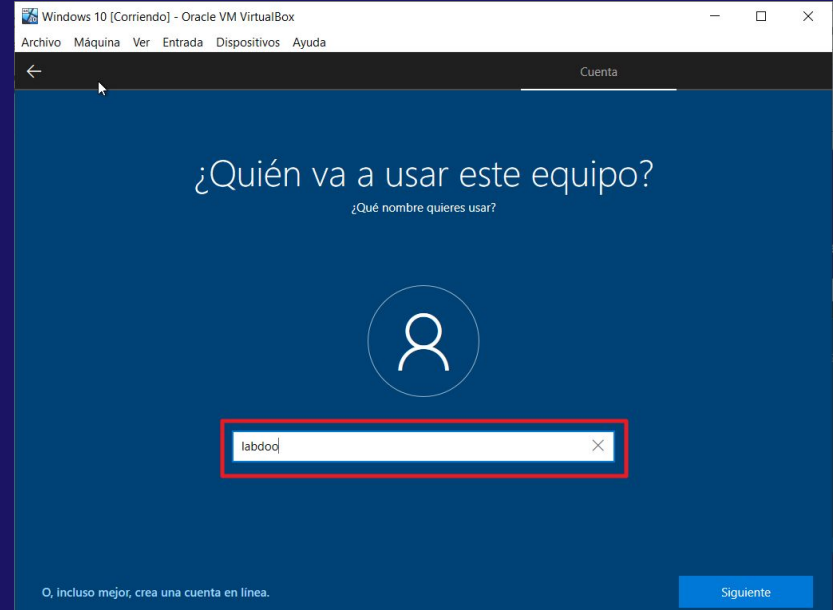 Windows 10 [Corriendo] - Oracle VM VirtualBox
Archivo Máquina Ver Entrada Dispositivos Ayuda
Cuenta
¿Quién va a usar este equipo?
¿Qué nombre quieres usar?
labdoo
O, incluso mejor, crea una cuenta en línea.
Siguiente